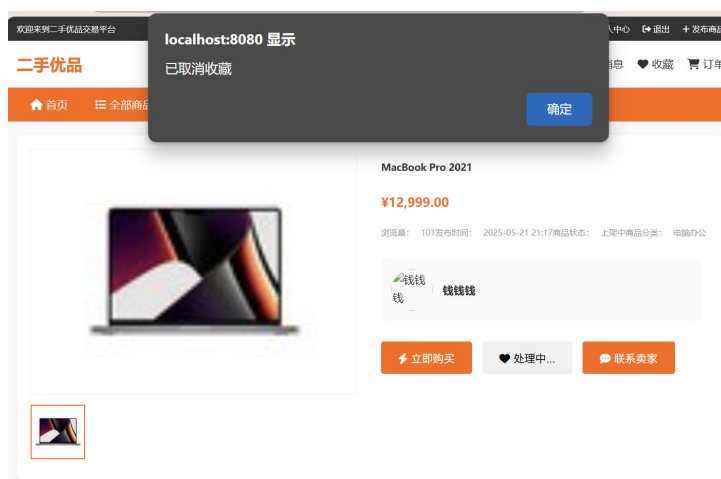 欢迎来到二手优品交易平台
人中心 退出 发布商品
localhost:8080 显示
已取消收藏
确定
二手优品
消息 收藏 订单
首页 全部商品
MacBook Pro 2021
¥12,999.00
浏览量： 101发布时间： 2025-05-21 21:17商品状态： 上架中商品分类： 电脑办公
钱钱钱
钱钱钱
立即购买 处理中... 联系卖家